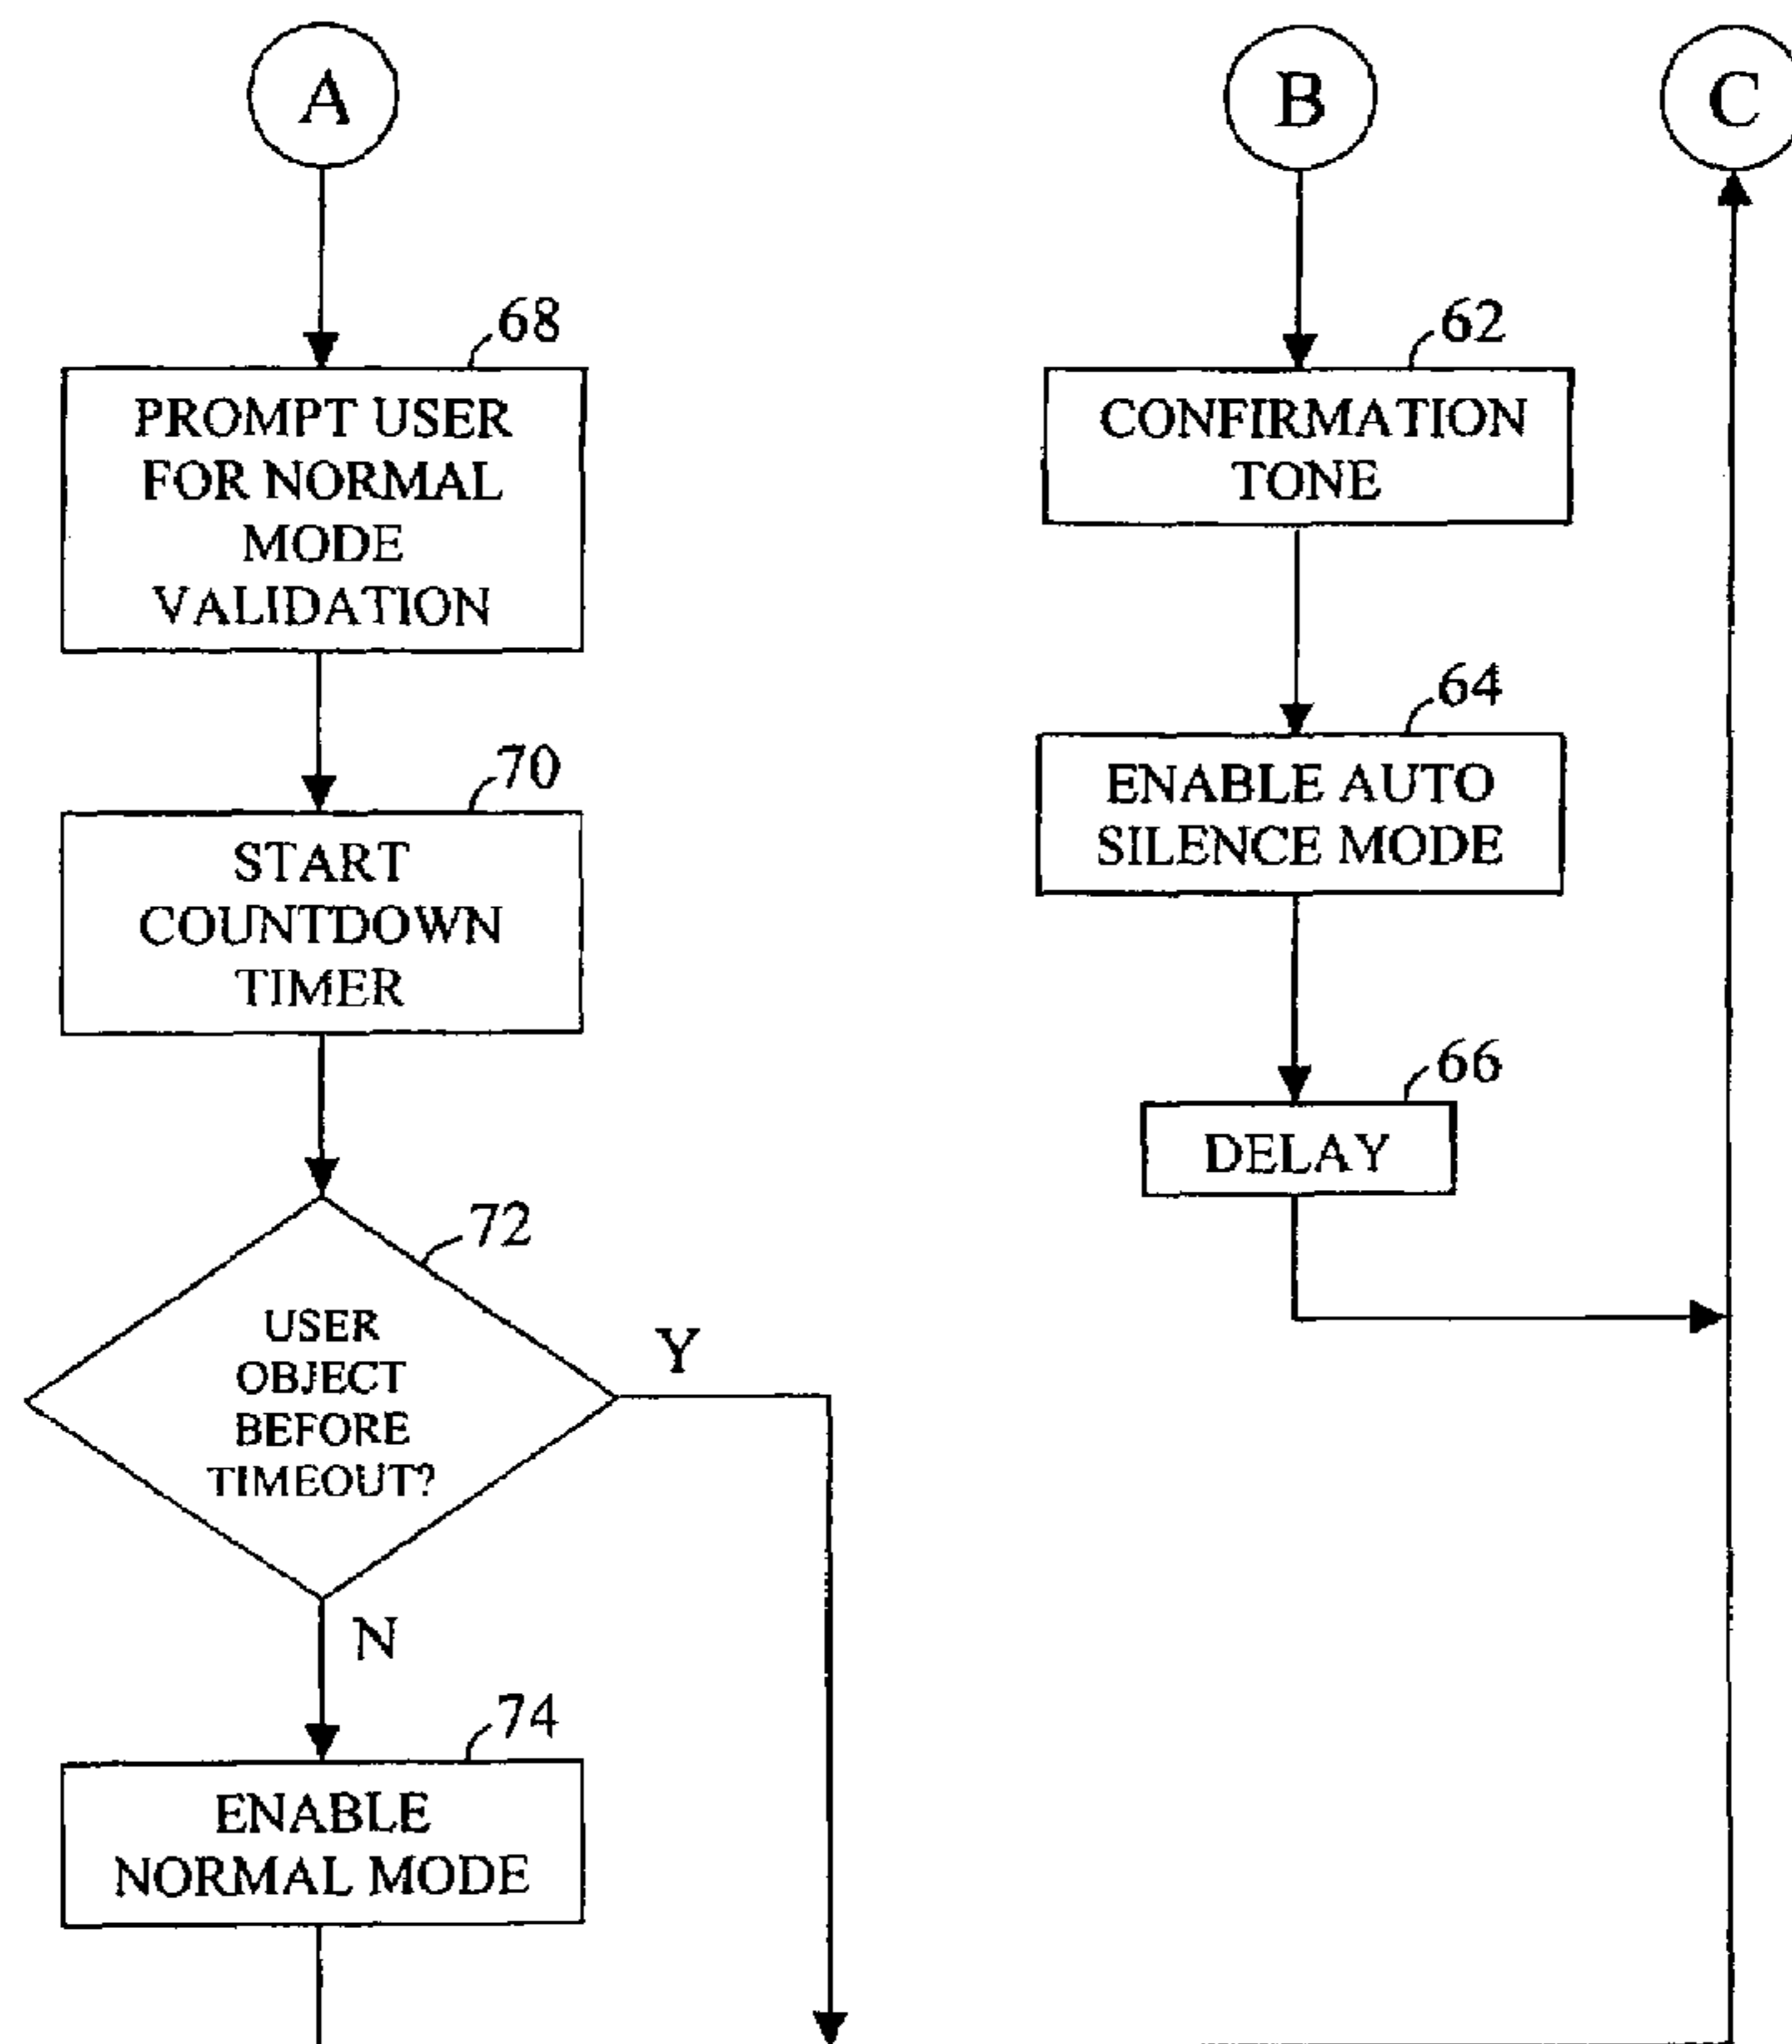 A
68
PROMPT USER
FOR NORMAL
MODE
VALIDATION
70
START
COUNTDOWN
TIMER
72
USER
OBJECT
BEFORE
TIMEOUT?
Y
N
74
ENABLE
NORMAL MODE
B
62
CONFIRMATION
TONE
64
ENABLE AUTO
SILENCE MODE
66
DELAY
C